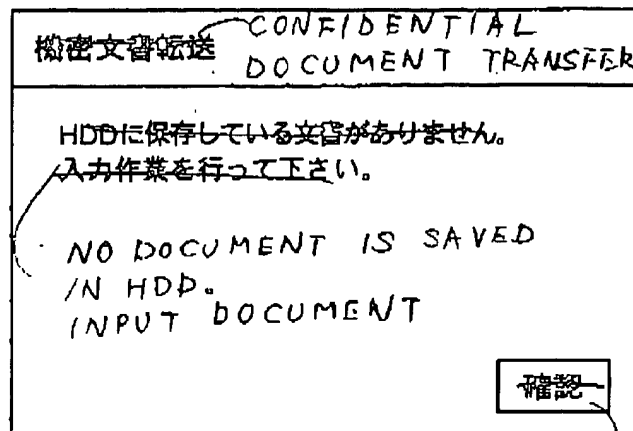 機密文書転送
CONFIDENTIAL
DOCUMENT TRANSFER
HDDに保存している文書がありません。
入力作業を行って下さい。
NO DOCUMENT IS SAVED
IN HDD.
INPUT DOCUMENT
確認